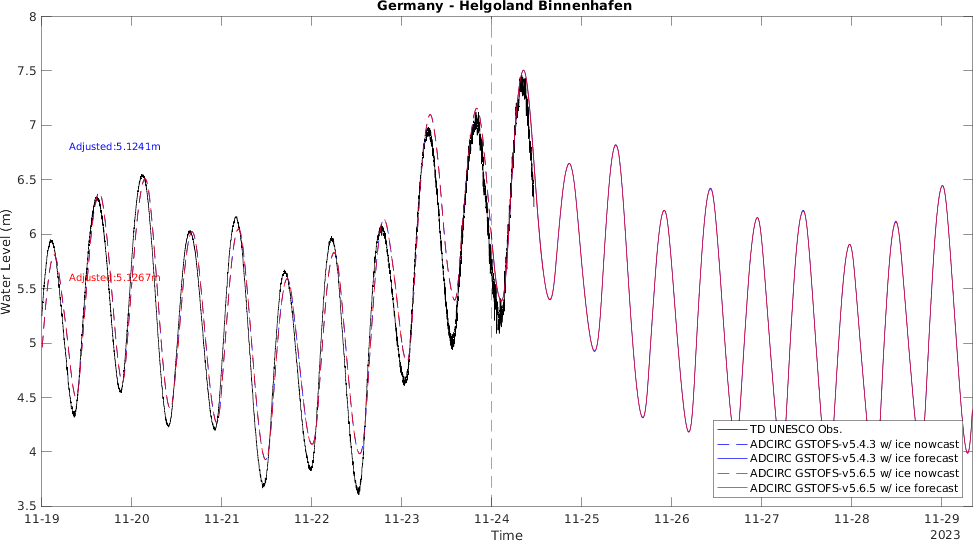 Germany - Helgoland Binnenhafen
8
7.5
7
6.5
6
5.5
5
4.5
4
3.5
Water Level (m)
Adjusted:5.1241m
Adjusted:5.1267m
TD UNESCO Obs.
ADCIRC GSTOFS-v5.4.3 w/ ice nowcast
ADCIRC GSTOFS-v5.4.3 w/ ice forecast
ADCIRC GSTOFS-v5.6.5 w/ ice nowcast
ADCIRC GSTOFS-v5.6.5 w/ ice forecast
11-19 11-20 11-21 11-22 11-23 11-24 11-25 11-26 11-27 11-28 11-29
Time 2023